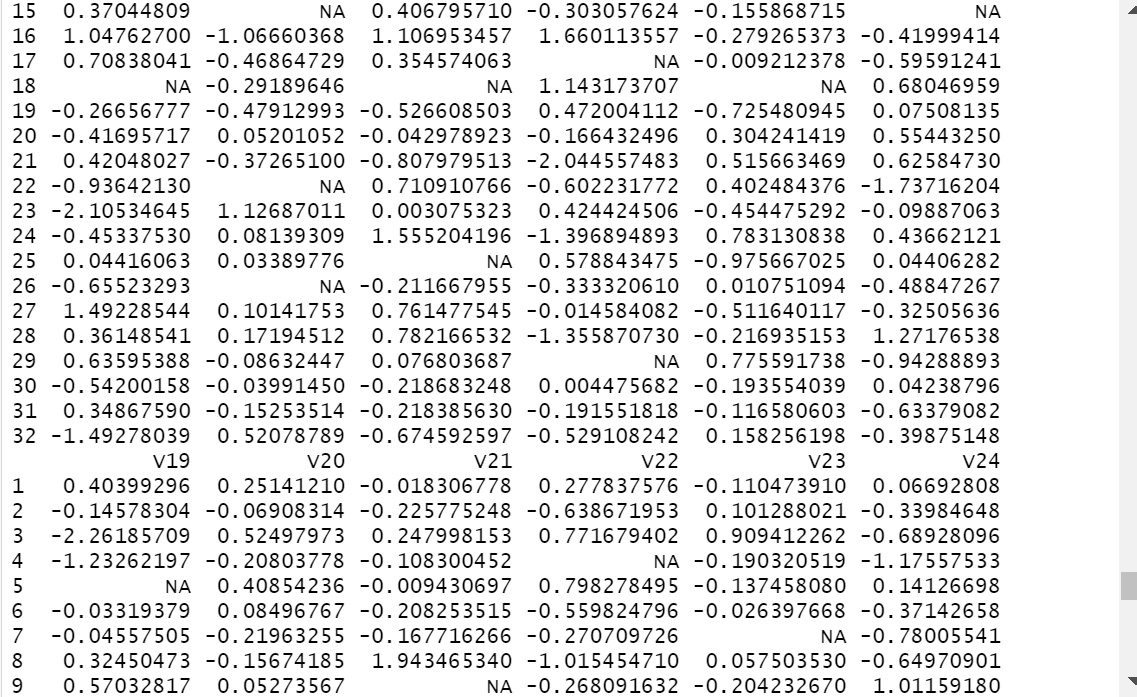 15  0.37044809          NA  0.406795710 -0.303057624 -0.155868715          NA
16  1.04762700 -1.06660368  1.106953457  1.660113557 -0.279265373 -0.41999414
17  0.70838041 -0.46864729  0.354574063           NA -0.009212378 -0.59591241
18          NA -0.29189646           NA  1.143173707           NA  0.68046959
19 -0.26656777 -0.47912993 -0.526608503  0.472004112 -0.725480945  0.07508135
20 -0.41695717  0.05201052 -0.042978923 -0.166432496  0.304241419  0.55443250
21  0.42048027 -0.37265100 -0.807979513 -2.044557483  0.515663469  0.62584730
22 -0.93642130          NA  0.710910766 -0.602231772  0.402484376 -1.73716204
23 -2.10534645  1.12687011  0.003075323  0.424424506 -0.454475292 -0.09887063
24 -0.45337530  0.08139309  1.555204196 -1.396894893  0.783130838  0.43662121
25  0.04416063  0.03389776           NA  0.578843475 -0.975667025  0.04406282
26 -0.65523293          NA -0.211667955 -0.333320610  0.010751094 -0.48847267
27  1.49228544  0.10141753  0.761477545 -0.014584082 -0.511640117 -0.32505636
28  0.36148541  0.17194512  0.782166532 -1.355870730 -0.216935153  1.27176538
29  0.63595388 -0.08632447  0.076803687           NA  0.775591738 -0.94288893
30 -0.54200158 -0.03991450 -0.218683248  0.004475682 -0.193554039  0.04238796
31  0.34867590 -0.15253514 -0.218385630 -0.191551818 -0.116580603 -0.63379082
32 -1.49278039  0.52078789 -0.674592597 -0.529108242  0.158256198 -0.39875148
           V19         V20          V21          V22          V23         V24
1   0.40399296  0.25141210 -0.018306778  0.277837576 -0.110473910  0.06692808
2  -0.14578304 -0.06908314 -0.225775248 -0.638671953  0.101288021 -0.33984648
3  -2.26185709  0.52497973  0.247998153  0.771679402  0.909412262 -0.68928096
4  -1.23262197 -0.20803778 -0.108300452           NA -0.190320519 -1.17557533
5           NA  0.40854236 -0.009430697  0.798278495 -0.137458080  0.14126698
6  -0.03319379  0.08496767 -0.208253515 -0.559824796 -0.026397668 -0.37142658
7  -0.04557505 -0.21963255 -0.167716266 -0.270709726           NA -0.78005541
8   0.32450473 -0.15674185  1.943465340 -1.015454710  0.057503530 -0.64970901
9   0.57032817  0.05273567           NA -0.268091632 -0.204232670  1.01159180